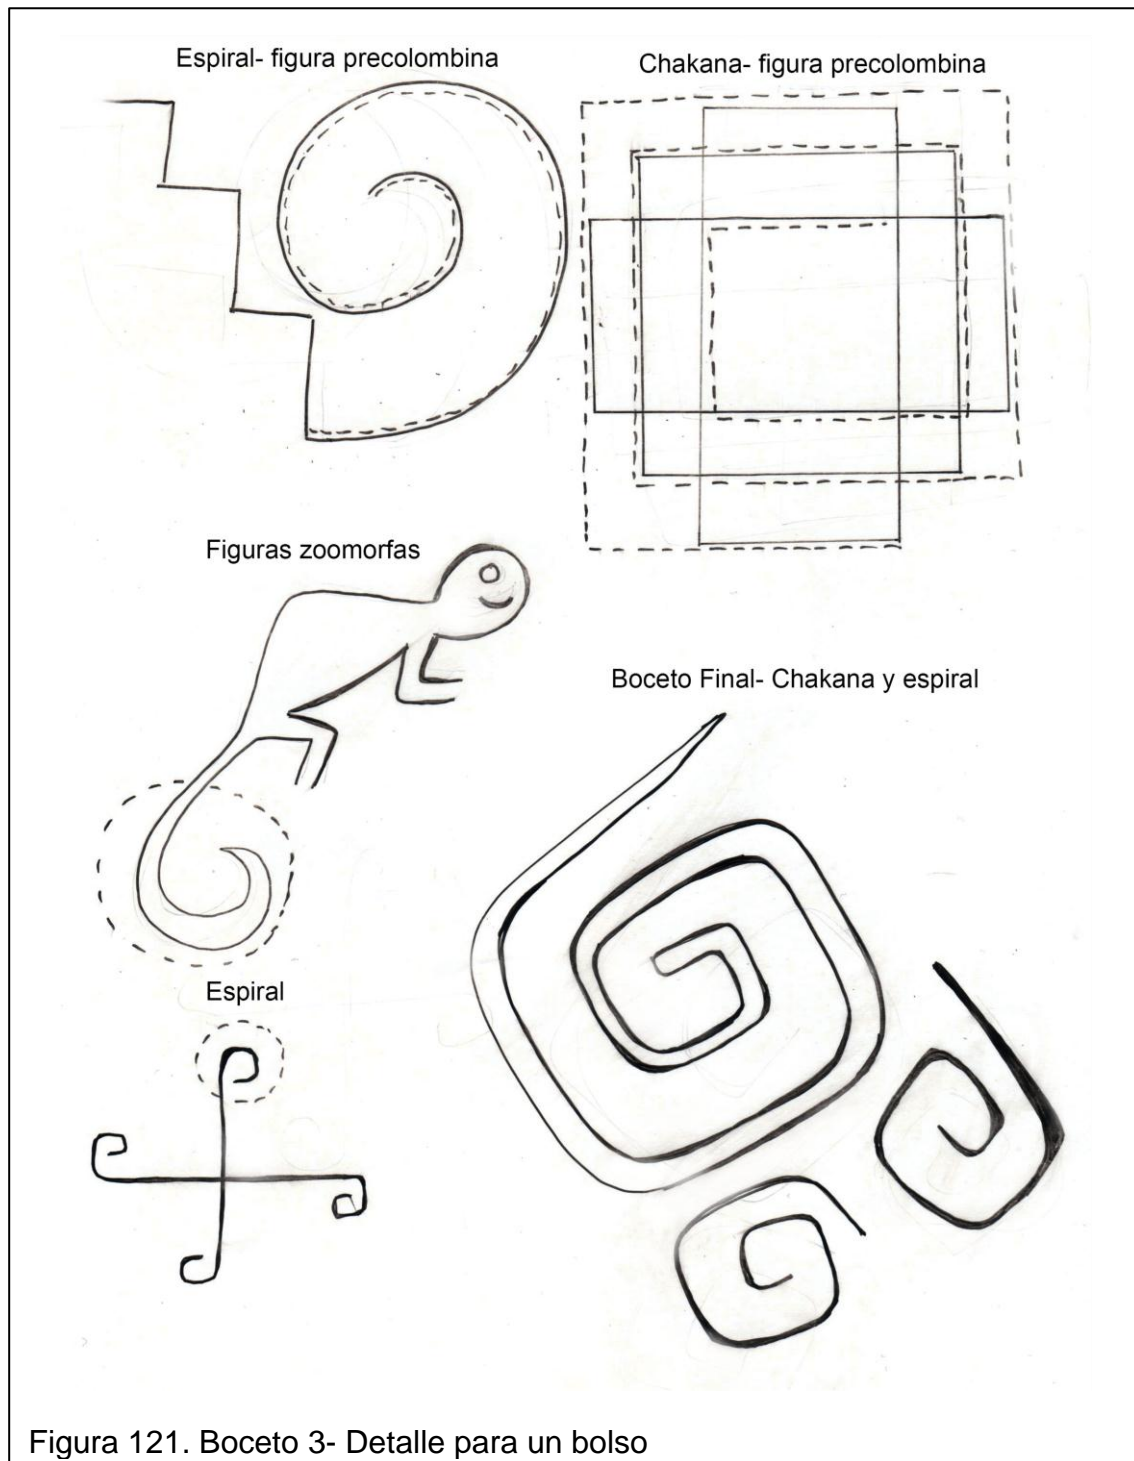 Espiral- figura precolombina
Chakana- figura precolombina
Figuras zoomorfas
Boceto Final- Chakana y espiral
Espiral
Figura 121. Boceto 3- Detalle para un bolso